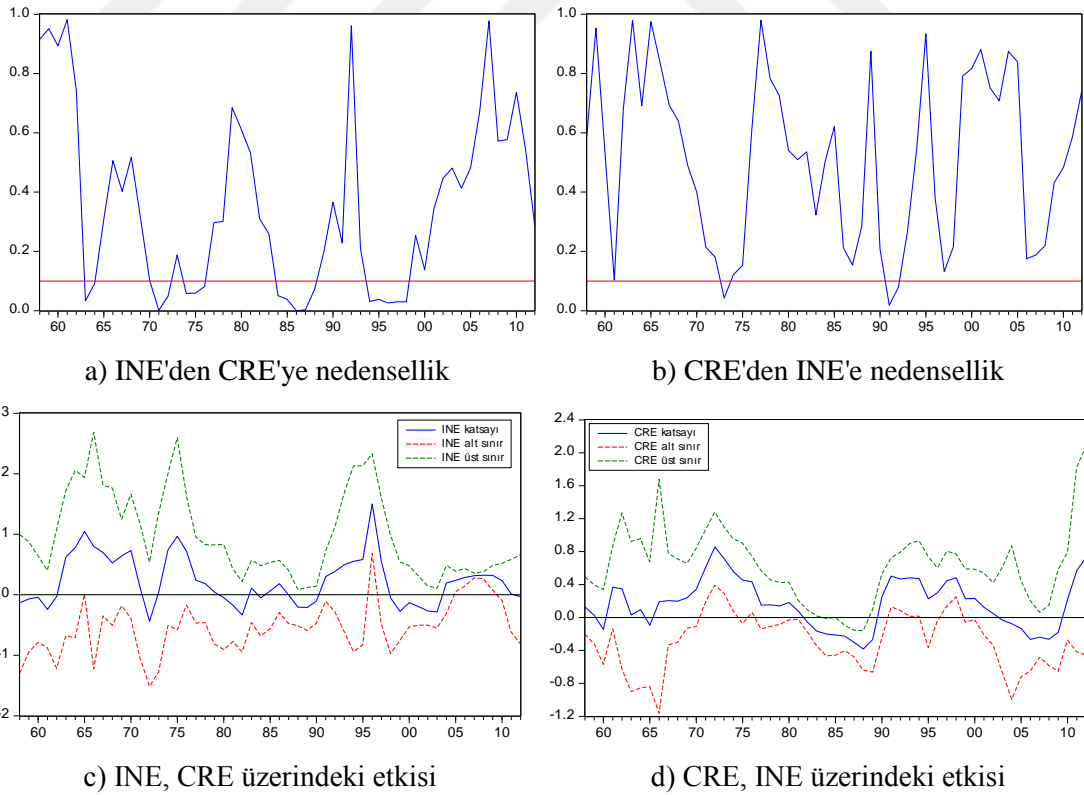 1.0
0.8
0.6
0.4
0.2
0.0
60 65 70 75 80 85 90 95 00 05 10
a) INE'den CRE'ye nedensellik
1.0
0.8
0.6
0.4
0.2
0.0
60 65 70 75 80 85 90 95 00 05 10
b) CRE'den INE'e nedensellik
3
2
1
0
-1
-2
INE katsayı
INE alt sınır
INE üst sınır
60 65 70 75 80 85 90 95 00 05 10
c) INE, CRE üzerindeki etkisi
2.4
2.0
1.6
1.2
0.8
0.4
0.0
-0.4
-0.8
-1.2
CRE katsayı
CRE alt sınır
CRE üst sınır
60 65 70 75 80 85 90 95 00 05 10
d) CRE, INE üzerindeki etkisi